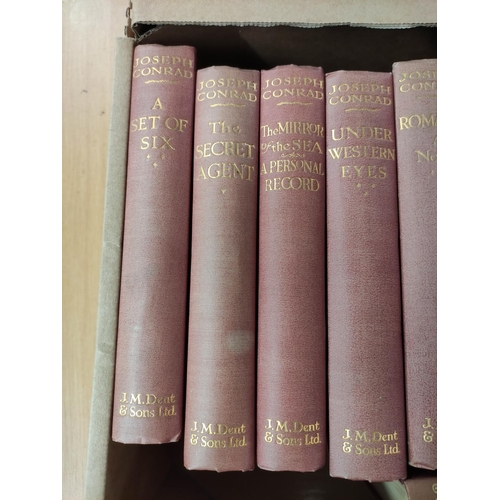 JOSEPH
CONRAD
A
SET OF
SIX
J. M. Dent
& Sons Ltd.
JOSEPH
CONRAD
The
SECRET
AGENT
J. M. Dent
& Sons Ltd.
JOSEPH
CONRAD
The MIRROR
of the SEA
A PERSONAL
RECORD
J. M. Dent
& Sons Ltd.
JOSEPH
CONRAD
UNDER
WESTERN
EYES
J. M. Dent
& Sons Ltd.